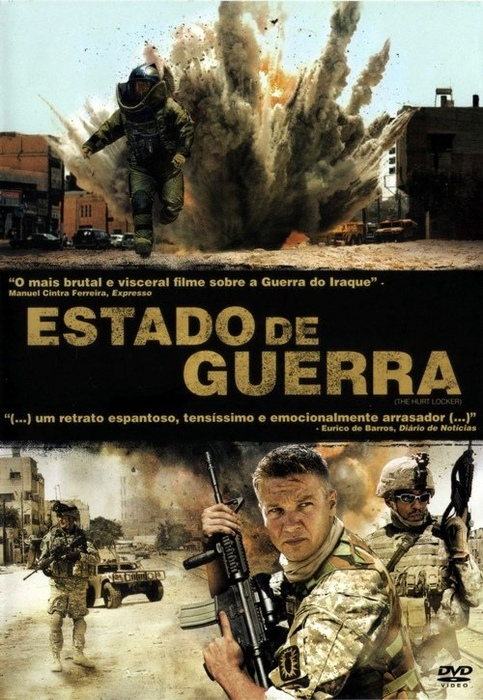 “O mais brutal e visceral filme sobre a Guerra do Iraque” -
Manuel Cintra Ferreira, Expresso
ESTADO DE
GUERRA
(THE HURT LOCKER)
“(...) um retrato espantoso, tensíssimo e emocionalmente arrasador (...)”
- Eurico de Barros, Diário de Notícias
DVD
VIDEO